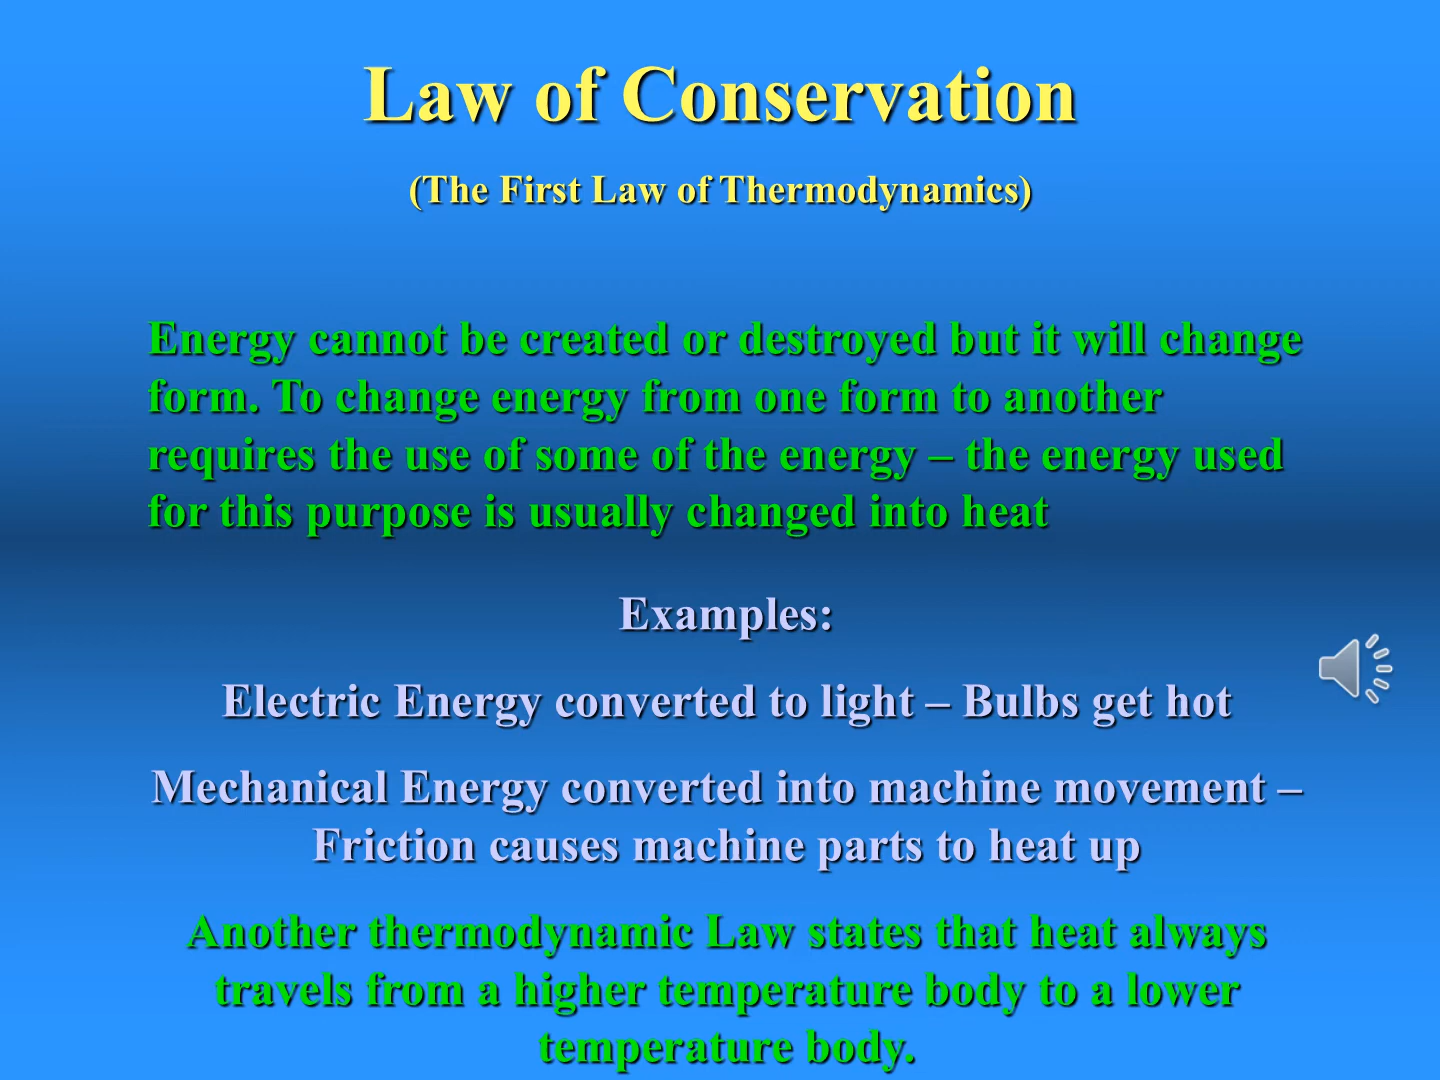 Law of Conservation
(The First Law of Thermodynamics)
Energy cannot be created or destroyed but it will change
form. To change energy from one form to another
requires the use of some of the energy – the energy used
for this purpose is usually changed into heat
Examples:
Electric Energy converted to light – Bulbs get hot
Mechanical Energy converted into machine movement –
Friction causes machine parts to heat up
Another thermodynamic Law states that heat always
travels from a higher temperature body to a lower
temperature body.